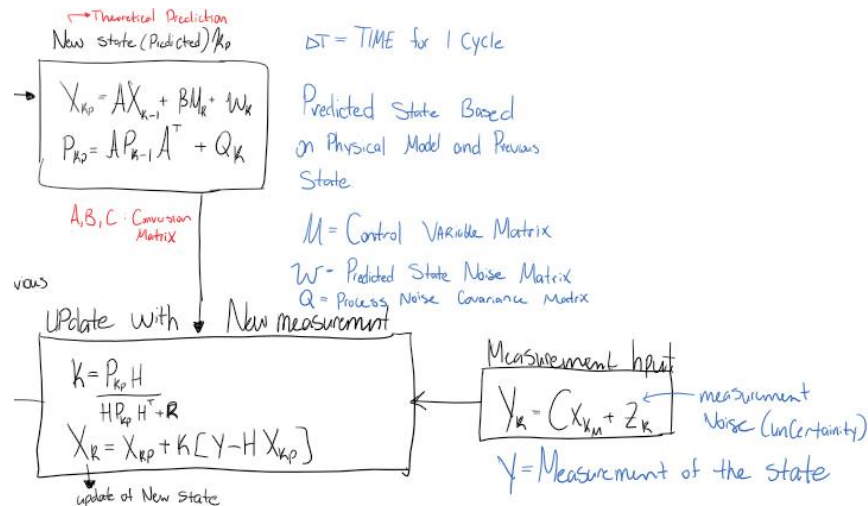 Theoretical Prediction
New state (Predicted)/kp
ΔT = TIME for 1 Cycle
X_Kp = AX_K-1 + BM_K + W_K
P_Kp = AP_K-1 A^T + Q_K
Predicted State Based
on Physical Model and Previous
State
A,B,C : Conversion
Matrix
M = Control VARiable Matrix
W - Predicted State Noise Matrix
Q = Process Noise Covariance Matrix
vious
UPdate with New measurement
K = P_Kp H
HP_Kp H^T + R
X_K = X_Kp + K[Y - H X_Kp]
update of New State
Measurement Input
Y_K = CX_KM + Z_K
measurement
Noise (unCertainity)
Y = Measurement of the state